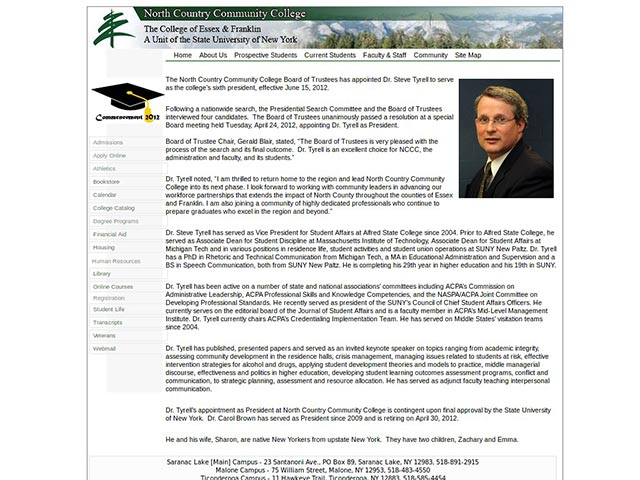 North Country Community College
The College of Essex & Franklin
A Unit of the State University of New York
Home About Us Prospective Students Current Students Faculty & Staff Community Site Map
The North Country Community College Board of Trustees has appointed Dr. Steve Tyrell to serve
as the college's sixth president, effective June 15, 2012.
Following a nationwide search, the Presidential Search Committee and the Board of Trustees
interviewed four candidates. The Board of Trustees unanimously passed a resolution at a special
Board meeting held Tuesday, April 24, 2012, appointing Dr. Tyrell as President.
Board of Trustee Chair, Gerald Blair, stated, "The Board of Trustees is very pleased with the
process of the search and its final outcome. Dr. Tyrell is an excellent choice for NCCC, the
administration and faculty, and its students."
Dr. Tyrell noted, "I am thrilled to return home to the region and lead North Country Community
College into its next phase. I look forward to working with community leaders in advancing our
workforce partnerships that extends the impact of North County throughout the counties of Essex
and Franklin. I am also joining a community of highly dedicated professionals who continue to
prepare graduates who excel in the region and beyond."
Dr. Steve Tyrell has served as Vice President for Student Affairs at Alfred State College since 2004. Prior to Alfred State College, he
served as Associate Dean for Student Discipline at Massachusetts Institute of Technology, Associate Dean for Student Affairs at
Michigan Tech and in various positions in residence life, student activities and student union operations at SUNY New Paltz. Dr. Tyrell
has a PhD in Rhetoric and Technical Communication from Michigan Tech, a MA in Educational Administration and Supervision and a
BS in Speech Communication, both from SUNY New Paltz. He is completing his 29th year in higher education and his 19th in SUNY.
Dr. Tyrell has been active on a number of state and national associations' committees including ACPA's Commission on
Administrative Leadership, ACPA Professional Skills and Knowledge Competencies, and the NASPA/ACPA Joint Committee on
Developing Professional Standards. He recently served as president of the SUNY's Council of Chief Student Affairs Officers. He
currently serves on the editorial board of the Journal of Student Affairs and is a faculty member in ACPA's Mid-Level Management
Institute. Dr. Tyrell currently chairs ACPA's Credentialing Implementation Team. He has served on Middle States' visitation teams
since 2004.
Dr. Tyrell has published, presented papers and served as an invited keynote speaker on topics ranging from academic integrity,
assessing community development in the residence halls, crisis management, managing issues related to students at risk, effective
intervention strategies for alcohol and drugs, applying student development theories and models to practice, middle managerial
discourse, effectiveness and politics in higher education, developing student learning outcomes assessment programs, conflict and
communication, to strategic planning, assessment and resource allocation. He has served as adjunct faculty teaching interpersonal
communication.
Dr. Tyrell's appointment as President at North Country Community College is contingent upon final approval by the State University
of New York. Dr. Carol Brown has served as President since 2009 and is retiring on April 30, 2012.
He and his wife, Sharon, are native New Yorkers from upstate New York. They have two children, Zachary and Emma.
Commencement 2012
Admissions
Apply Online
Athletics
Bookstore
Calendar
College Catalog
Degree Programs
Financial Aid
Housing
Human Resources
Library
Online Courses
Registration
Student Life
Transcripts
Veterans
Webmail
Saranac Lake [Main] Campus - 23 Santanoni Ave., PO Box 89, Saranac Lake, NY 12983, 518-891-2915
Malone Campus - 75 William Street, Malone, NY 12953, 518-483-4550
Ticonderoga Campus - 11 Hawkeye Trail, Ticonderoga, NY 12883, 518-585-4454